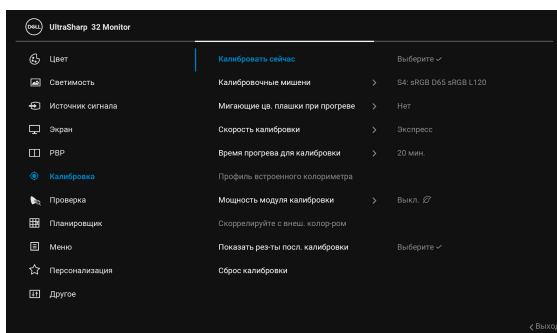 DELL UltraSharp 32 Monitor
Цвет
Светимость
Источник сигнала
Экран
PBP
Калибровка
Проверка
Планировщик
Меню
Персонализация
Другое
Калибровать сейчас Выберите ✓
Калибровочные мишени > S4: sRGB D65 sRGB L120
Мигающие цв. плашки при прогреве > Нет
Скорость калибровки > Экспресс
Время прогрева для калибровки > 20 мин.
Профиль встроенного колориметра
Мощность модуля калибровки > Выкл.
Скоррелируйте с внеш. колор-ром
Показать рез-ты посл. калибровки Выберите ✓
Сброс калибровки
< Выход